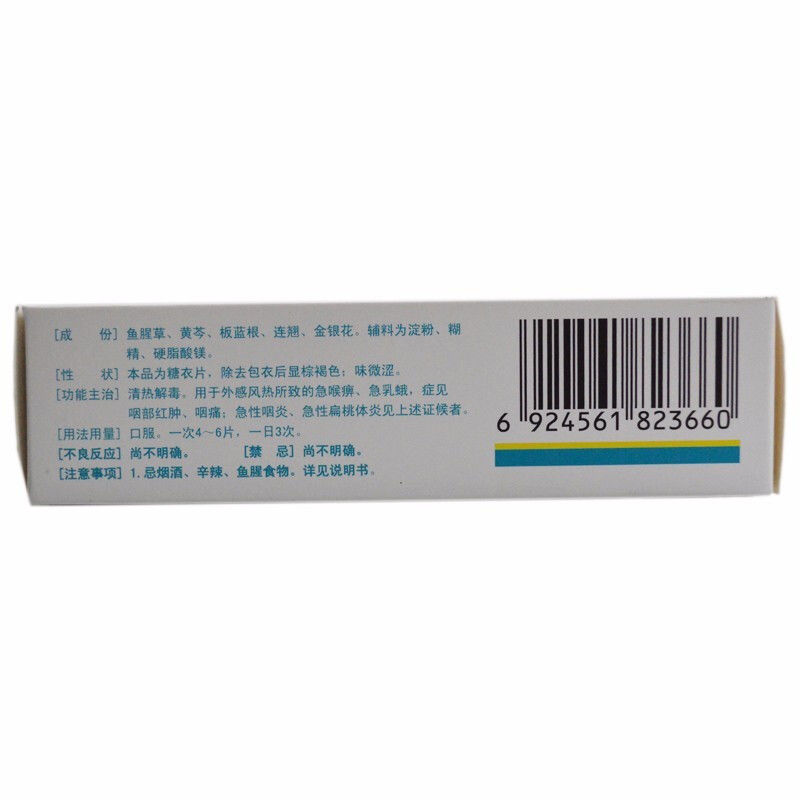 [成　份] 鱼腥草、黄芩、板蓝根、连翘、金银花。辅料为淀粉、糊
精、硬脂酸镁。
[性　状] 本品为糖衣片，除去包衣后显棕褐色；味微涩。
[功能主治] 清热解毒。用于外感风热所致的急喉痹、急乳蛾，症见
咽部红肿、咽痛；急性咽炎、急性扁桃体炎见上述证候者。
[用法用量] 口服。一次4～6片，一日3次。
[不良反应] 尚不明确。　[禁　忌] 尚不明确。
[注意事项] 1.忌烟酒、辛辣、鱼腥食物。详见说明书。
6 924561 823660